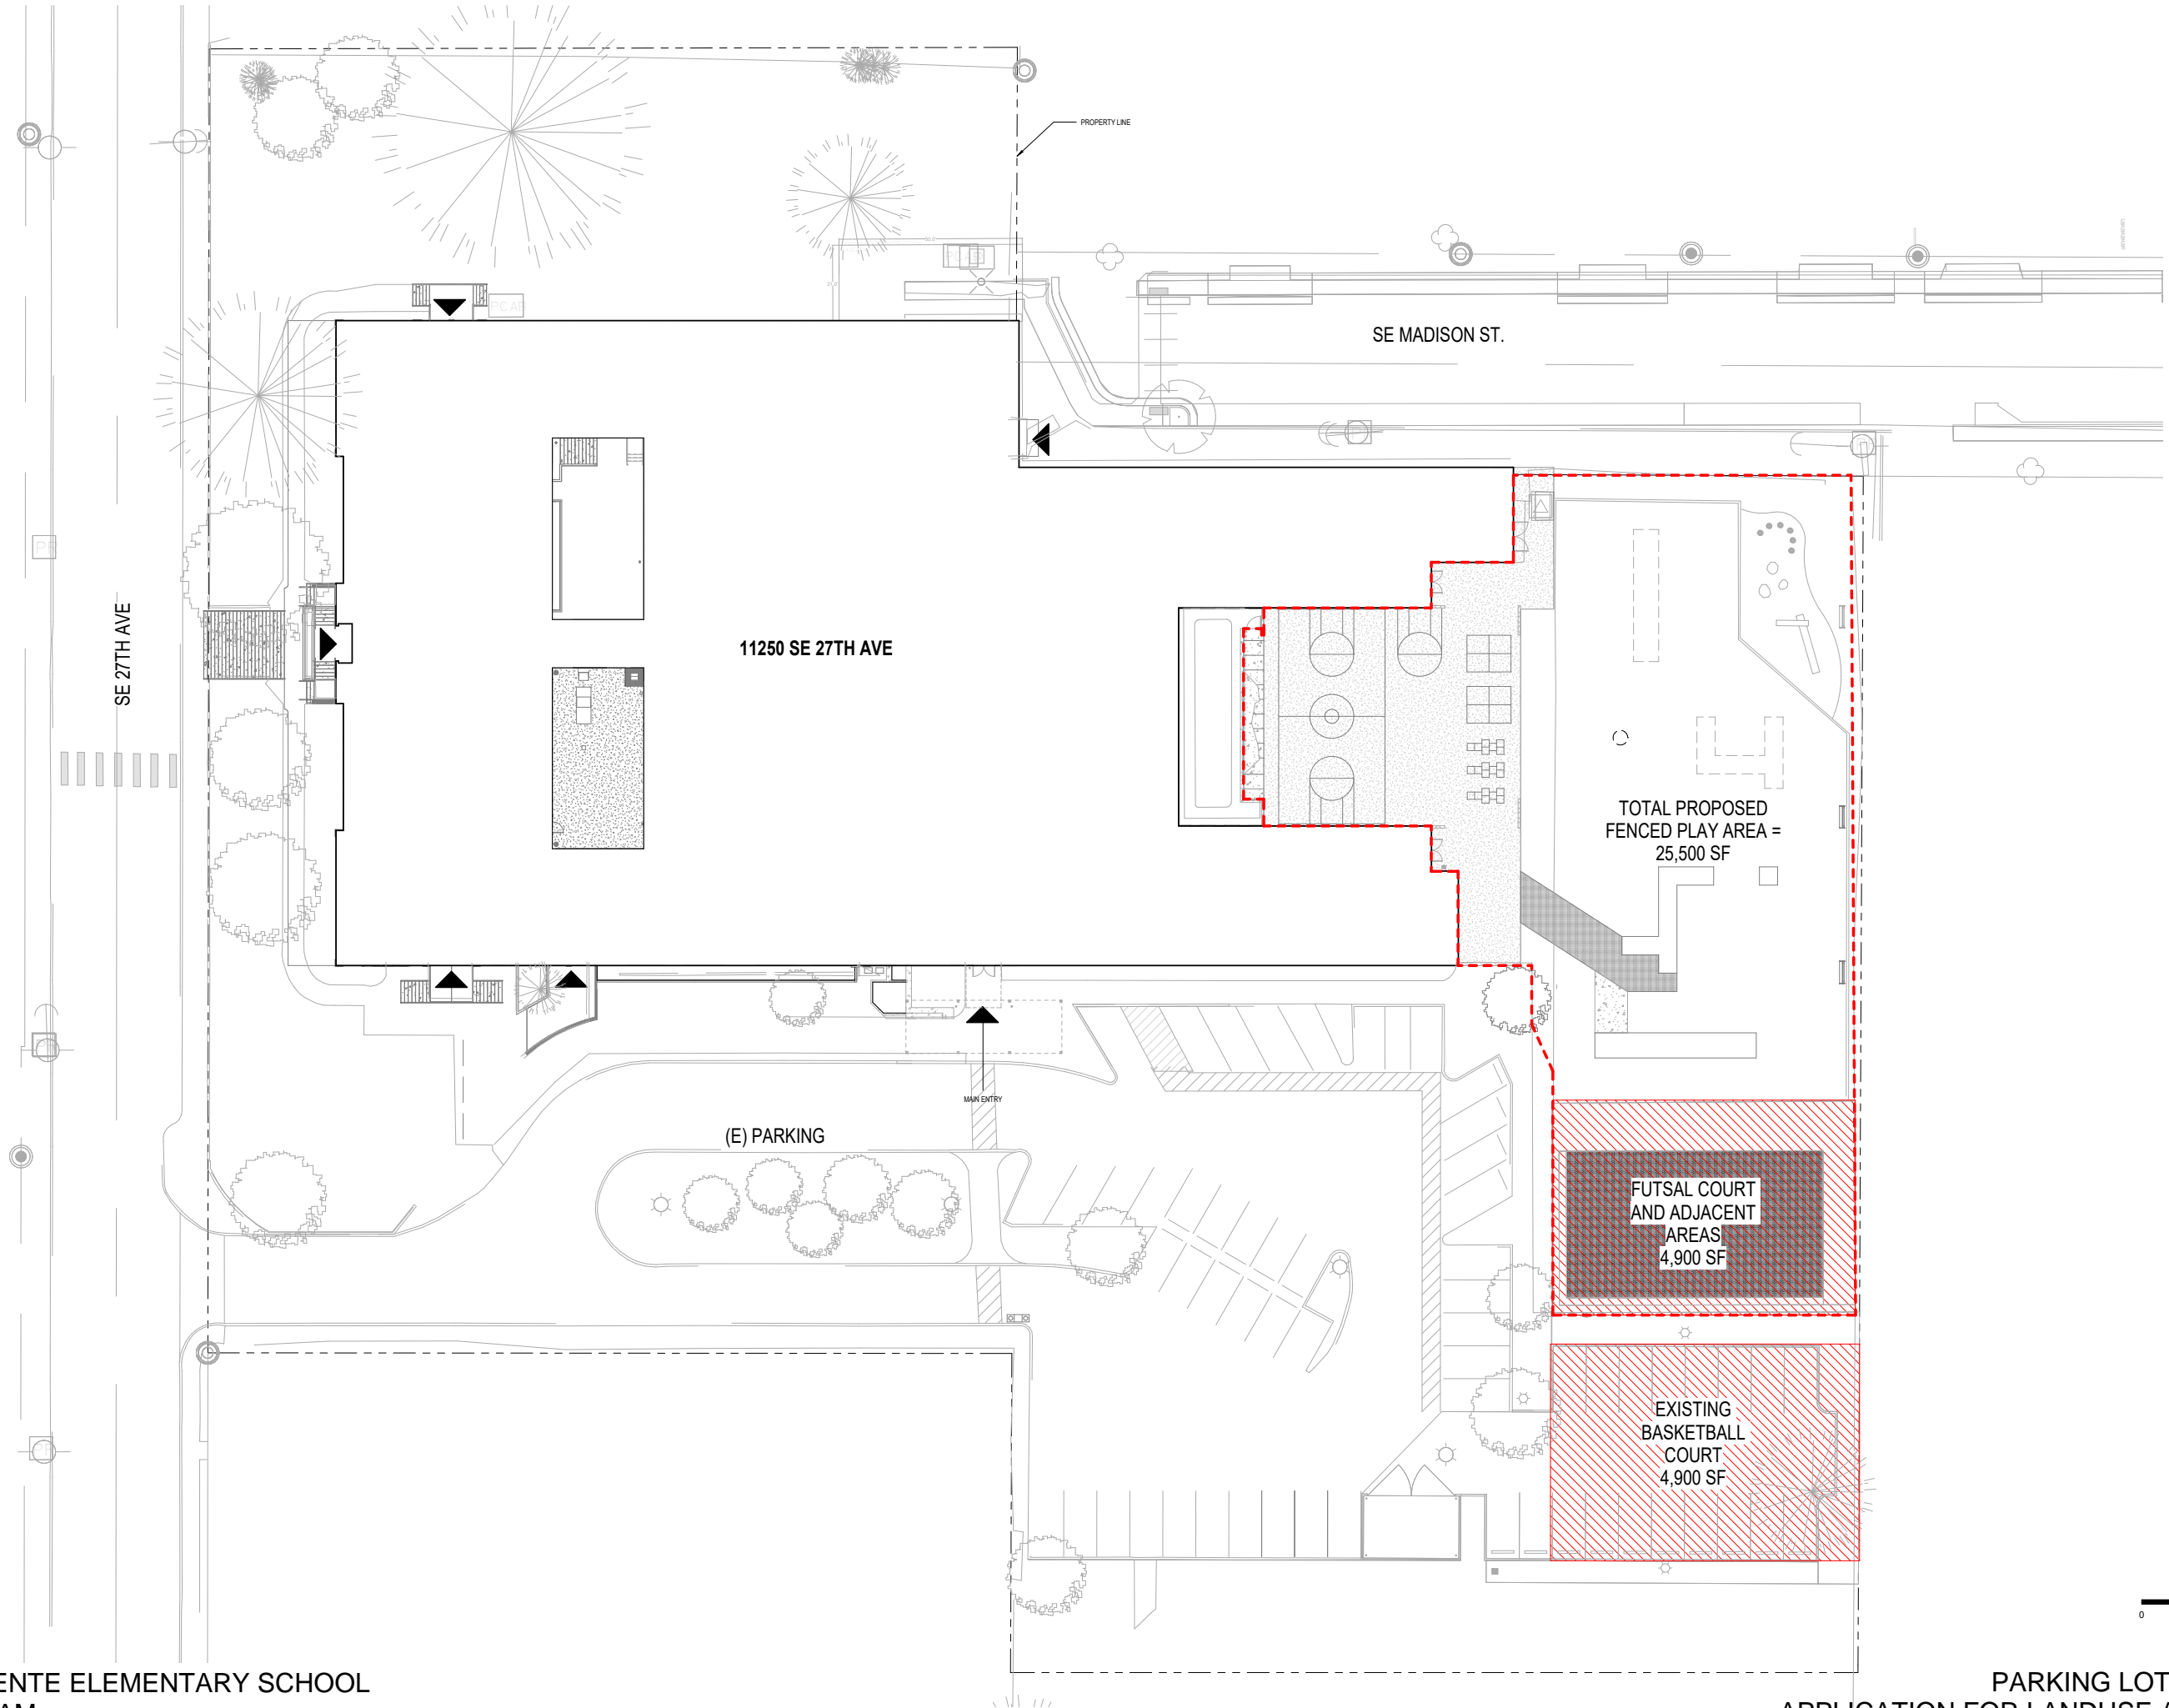 PROPERTY LINE
SE MADISON ST.
SE 27TH AVE
11250 SE 27TH AVE
TOTAL PROPOSED
FENCED PLAY AREA =
25,500 SF
MAIN ENTRY
(E) PARKING
FUTSAL COURT
AND ADJACENT
AREAS
4,900 SF
EXISTING
BASKETBALL
COURT
4,900 SF
0
ENTE ELEMENTARY SCHOOL
PARKING LOT